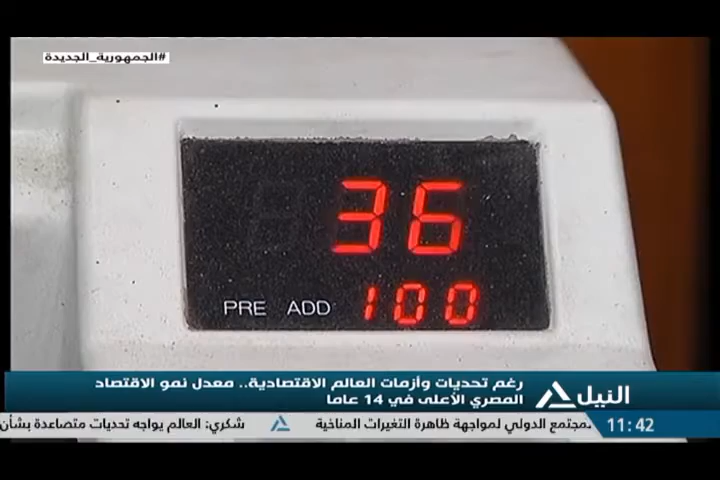 #الجمهورية_الجديدة
36
PRE ADD 100
رغم تحديات وأزمات العالم الاقتصادية.. معدل نمو الاقتصاد
المصري الأعلى في 14 عاما
النيل
المجتمع الدولي لمواجهة ظاهرة التغيرات المناخية شكري: العالم يواجه تحديات متصاعدة بشأن
11:42